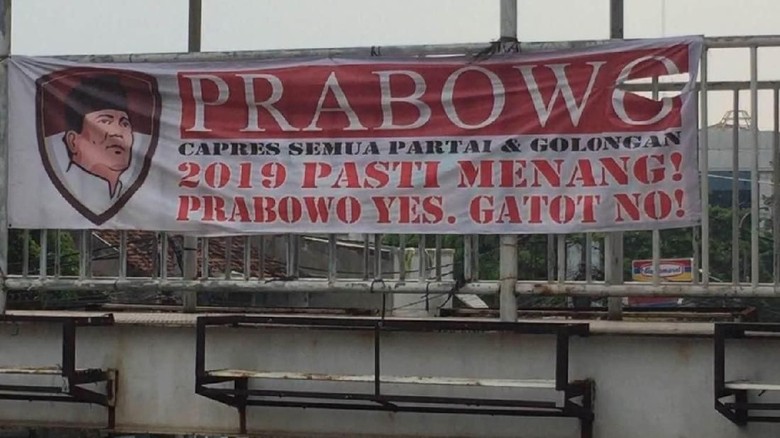 PRABOWO
CAPRES SEMUA PARTAI & GOLONGAN
2019 PASTI MENANG!
PRABOWO YES. GATOT NO!